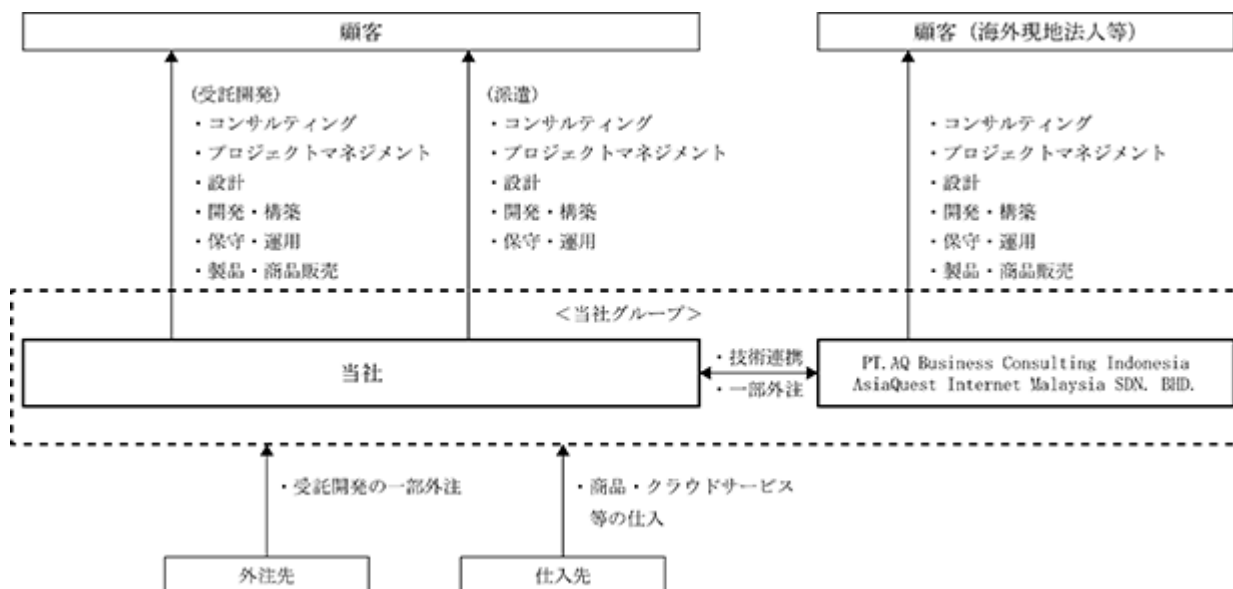 顧客
顧客（海外現地法人等）
(受託開発)
・コンサルティング
・プロジェクトマネジメント
・設計
・開発・構築
・保守・運用
・製品・商品販売
(派遣)
・コンサルティング
・プロジェクトマネジメント
・設計
・開発・構築
・保守・運用
・コンサルティング
・プロジェクトマネジメント
・設計
・開発・構築
・保守・運用
・製品・商品販売
＜当社グループ＞
当社
・技術連携
・一部外注
PT.AQ Business Consulting Indonesia
AsiaQuest Internet Malaysia SDN. BHD.
・受託開発の一部外注
・商品・クラウドサービス
等の仕入
外注先
仕入先